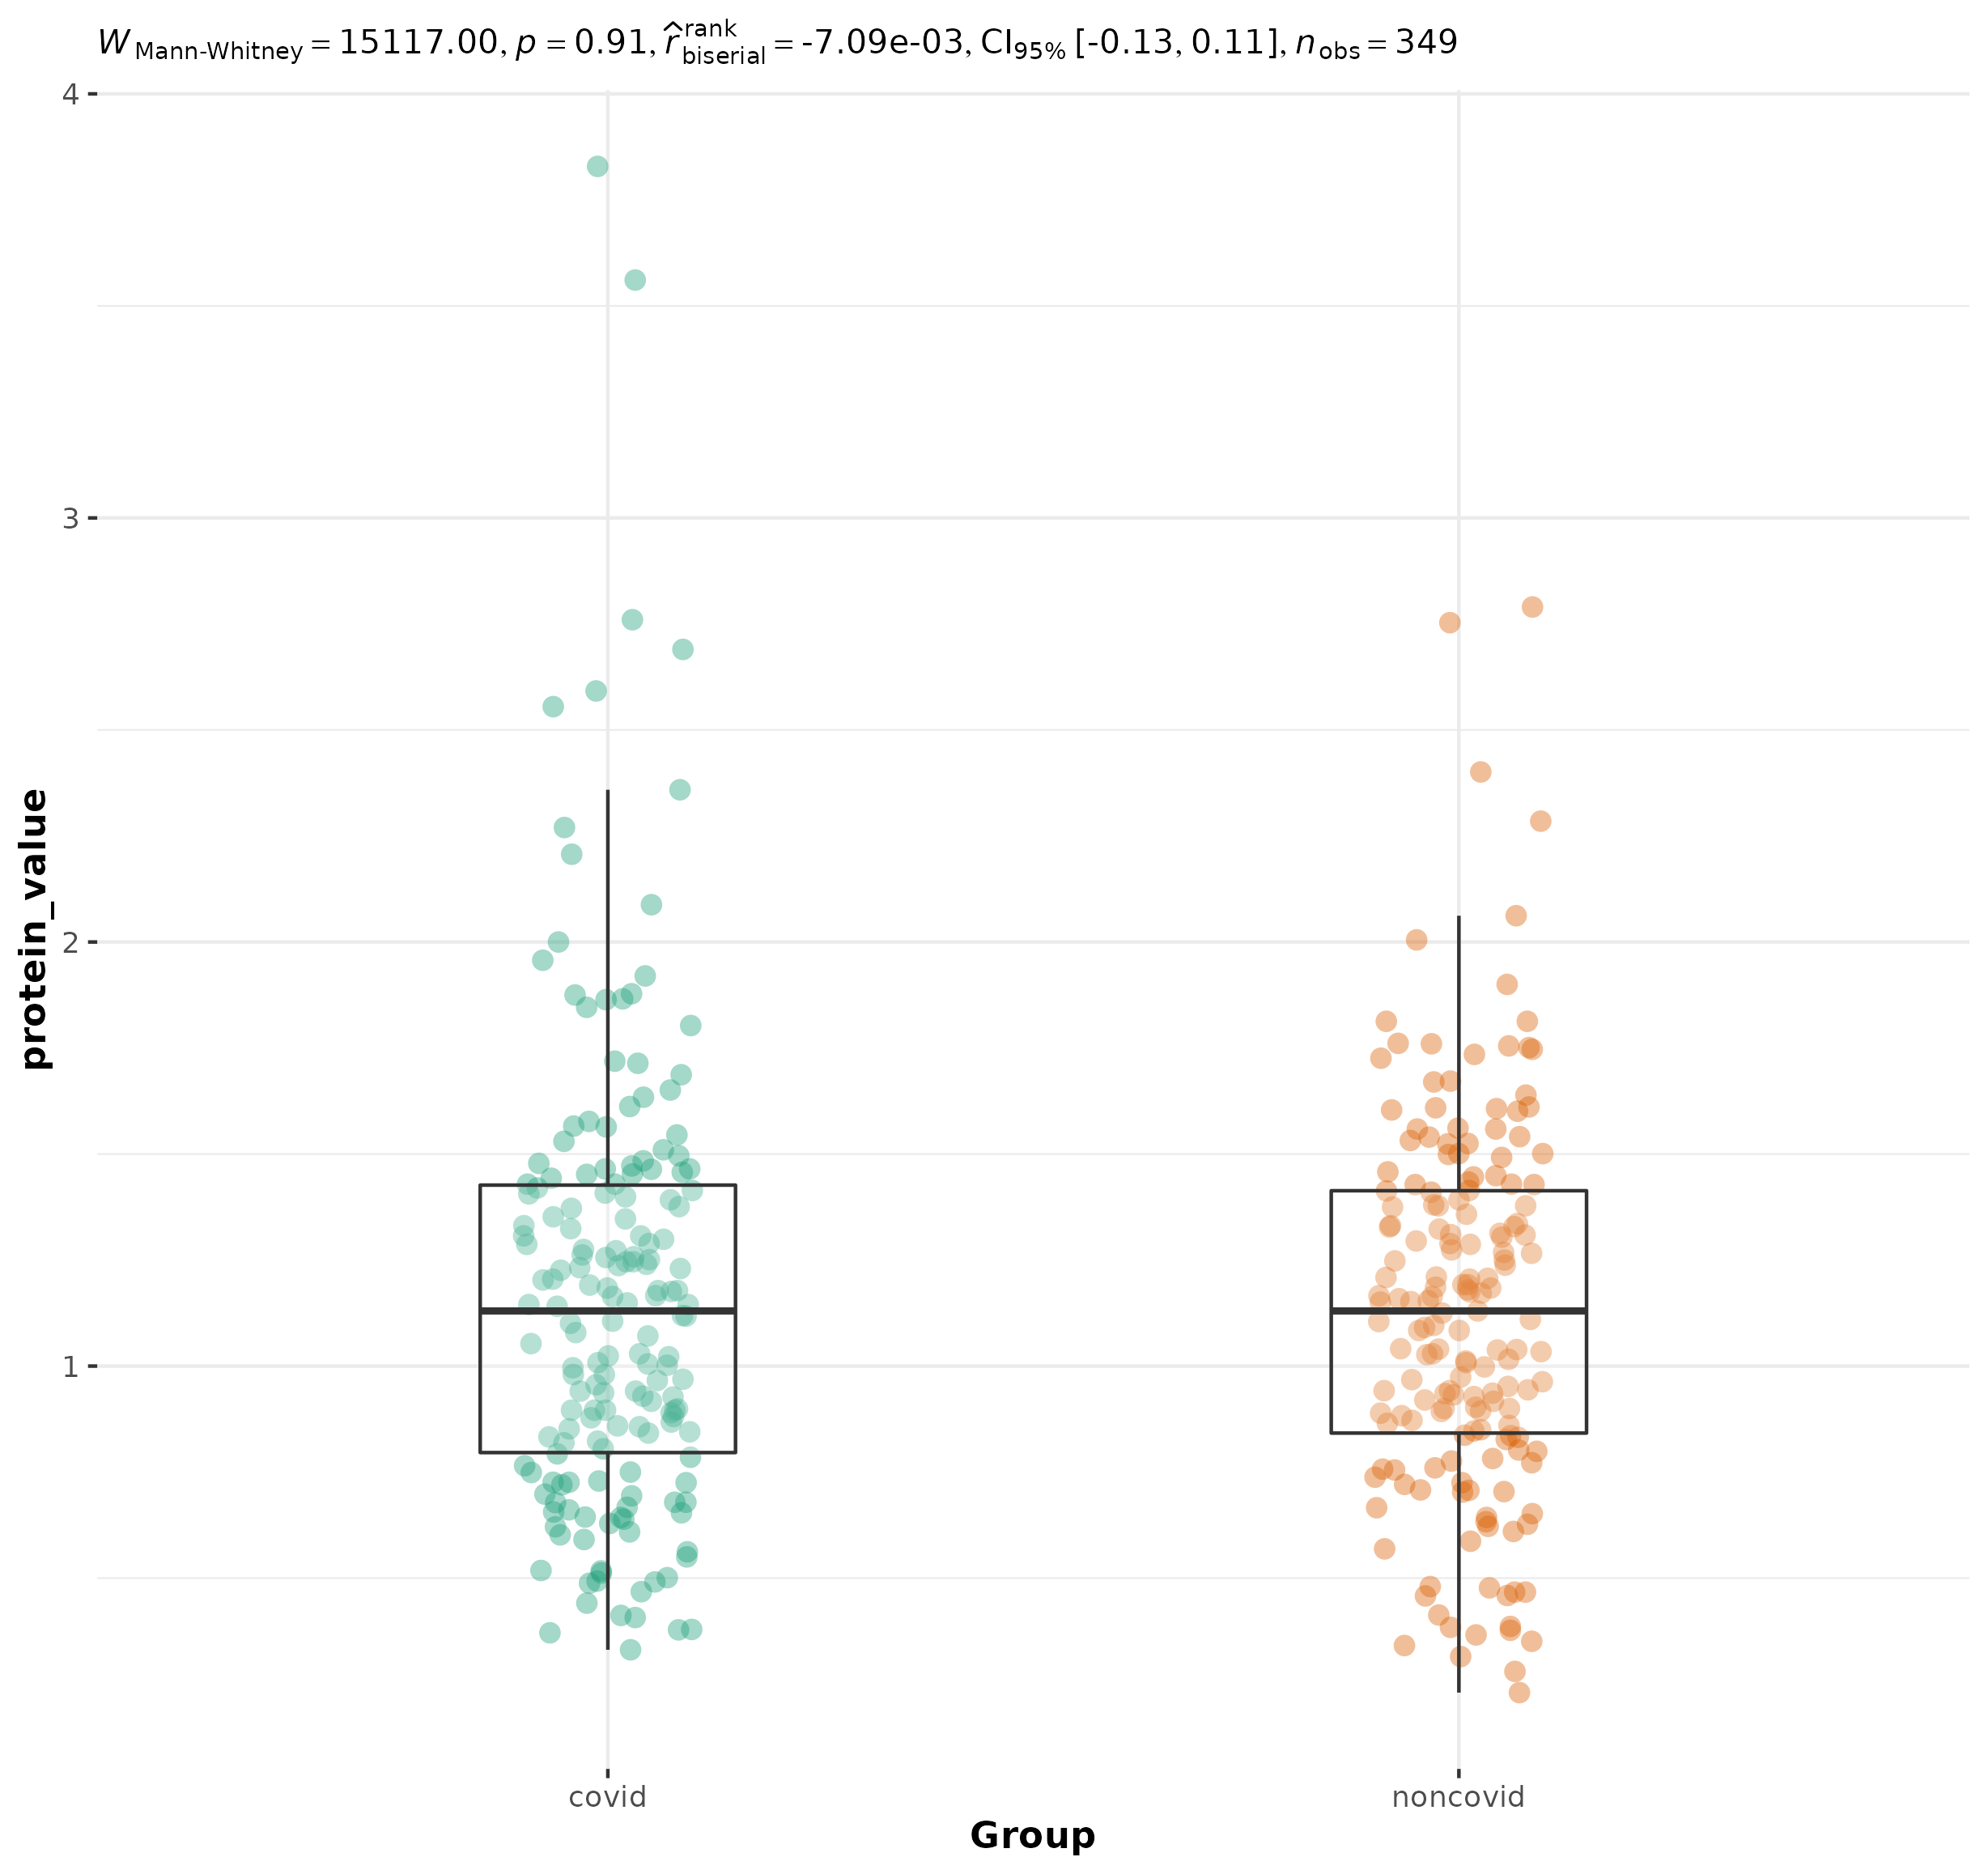 W Mann-Whitney = 15117.00, p = 0.91, r̂ rank biserial = -7.09e-03, CI95% [-0.13, 0.11], nobs = 349
4
3
2
1
protein_value
covid
noncovid
Group